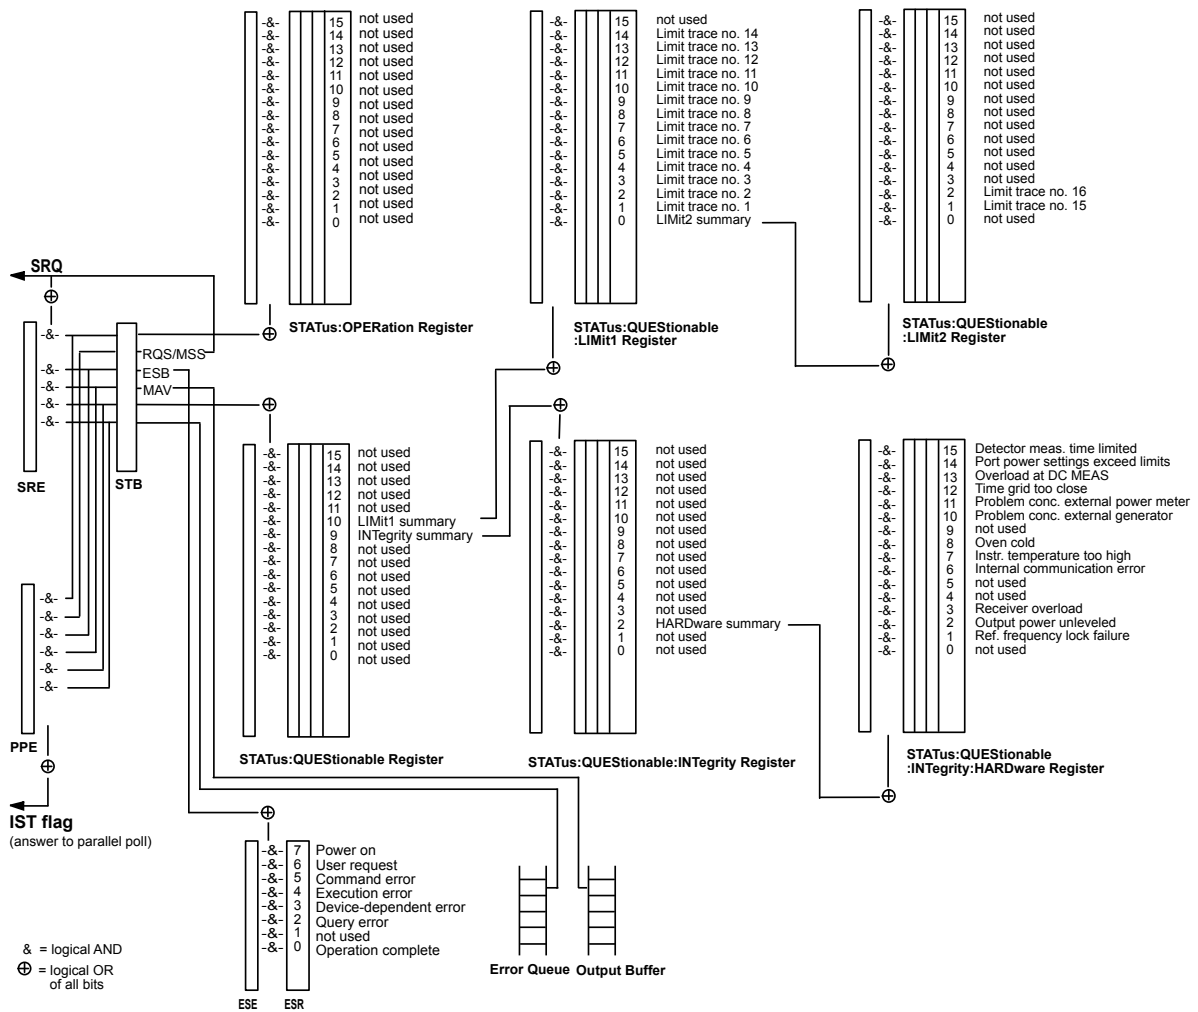 -&- 15 not used
-&- 14 not used
-&- 13 not used
-&- 12 not used
-&- 11 not used
-&- 10 not used
-&- 9 not used
-&- 8 not used
-&- 7 not used
-&- 6 not used
-&- 5 not used
-&- 4 not used
-&- 3 not used
-&- 2 not used
-&- 1 not used
-&- 0 not used
STATus:OPERation Register
-&- 15 not used
-&- 14 Limit trace no. 14
-&- 13 Limit trace no. 13
-&- 12 Limit trace no. 12
-&- 11 Limit trace no. 11
-&- 10 Limit trace no. 10
-&- 9 Limit trace no. 9
-&- 8 Limit trace no. 8
-&- 7 Limit trace no. 7
-&- 6 Limit trace no. 6
-&- 5 Limit trace no. 5
-&- 4 Limit trace no. 4
-&- 3 Limit trace no. 3
-&- 2 Limit trace no. 2
-&- 1 Limit trace no. 1
-&- 0 LIMit2 summary
STATus:QUEStionable
:LIMit1 Register
-&- 15 not used
-&- 14 not used
-&- 13 not used
-&- 12 not used
-&- 11 not used
-&- 10 not used
-&- 9 not used
-&- 8 not used
-&- 7 not used
-&- 6 not used
-&- 5 not used
-&- 4 not used
-&- 3 not used
-&- 2 Limit trace no. 16
-&- 1 Limit trace no. 15
-&- 0 not used
STATus:QUEStionable
:LIMit2 Register
SRQ
-&-
RQS/MSS
-&- ESB
-&- MAV
-&-
-&-
SRE
STB
-&- 15 not used
-&- 14 not used
-&- 13 not used
-&- 12 not used
-&- 11 not used
-&- 10 LIMit1 summary
-&- 9 INTegrity summary
-&- 8 not used
-&- 7 not used
-&- 6 not used
-&- 5 not used
-&- 4 not used
-&- 3 not used
-&- 2 not used
-&- 1 not used
-&- 0 not used
STATus:QUEStionable Register
-&- 15 not used
-&- 14 not used
-&- 13 not used
-&- 12 not used
-&- 11 not used
-&- 10 not used
-&- 9 not used
-&- 8 not used
-&- 7 not used
-&- 6 not used
-&- 5 not used
-&- 4 not used
-&- 3 not used
-&- 2 HARDware summary
-&- 1 not used
-&- 0 not used
STATus:QUEStionable:INTegrity Register
-&- 15 Detector meas. time limited
-&- 14 Port power settings exceed limits
-&- 13 Overload at DC MEAS
-&- 12 Time grid too close
-&- 11 Problem conc. external power meter
-&- 10 Problem conc. external generator
-&- 9 not used
-&- 8 Oven cold
-&- 7 Instr. temperature too high
-&- 6 Internal communication error
-&- 5 not used
-&- 4 not used
-&- 3 Receiver overload
-&- 2 Output power unleveled
-&- 1 Ref. frequency lock failure
-&- 0 not used
STATus:QUEStionable
:INTegrity:HARDware Register
-&-
-&-
-&-
-&-
-&-
-&-
PPE
IST flag
(answer to parallel poll)
-&- 7 Power on
-&- 6 User request
-&- 5 Command error
-&- 4 Execution error
-&- 3 Device-dependent error
-&- 2 Query error
-&- 1 not used
-&- 0 Operation complete
ESE ESR
Error Queue Output Buffer
& = logical AND
⊕ = logical OR
of all bits